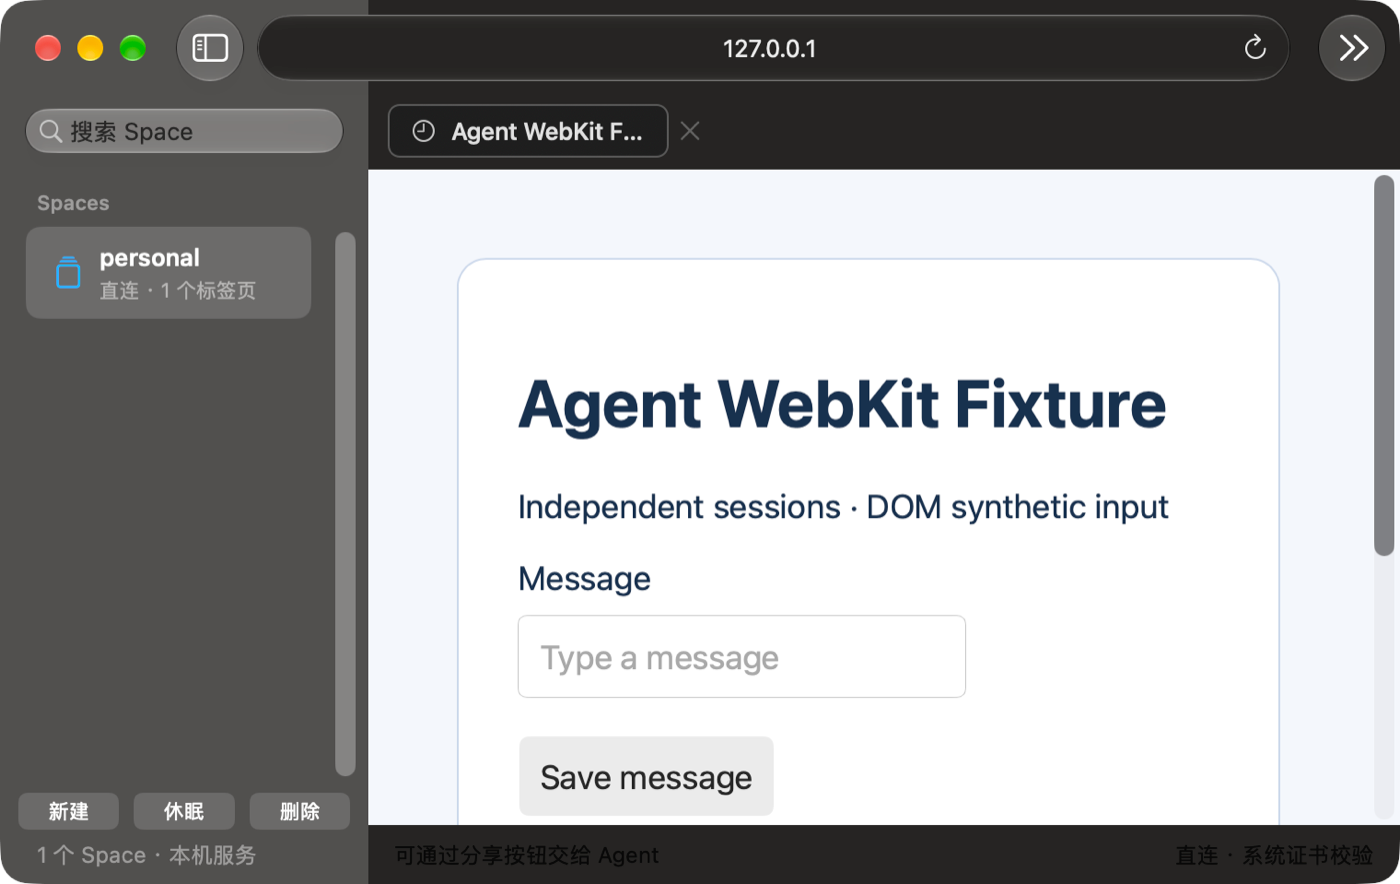 127.0.0.1
搜索 Space
Agent WebKit F...
Spaces
personal
直连 · 1 个标签页
Agent WebKit Fixture
Independent sessions · DOM synthetic input
Message
Type a message
Save message
新建
休眠
删除
1 个 Space · 本机服务
可通过分享按钮交给 Agent
直连 · 系统证书校验